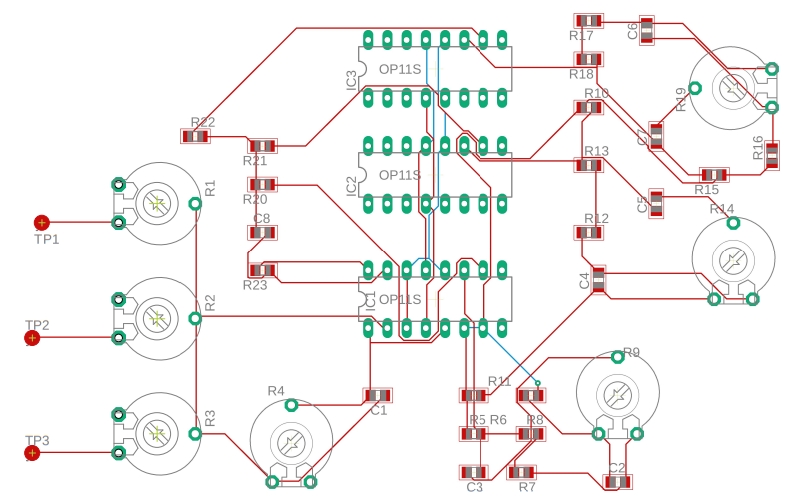 R17
C6
R18
IC3
OP11S
R19
R10
R22
C7
R21
R13
R16
IC2
OP11S
R15
R1
R20
C5
R14
TP1
C8
R12
R23
C4
IC1
OP11S
R2
TP2
R9
R4
R11
C1
R3
R5 R6
R8
TP3
C3
R7
C2